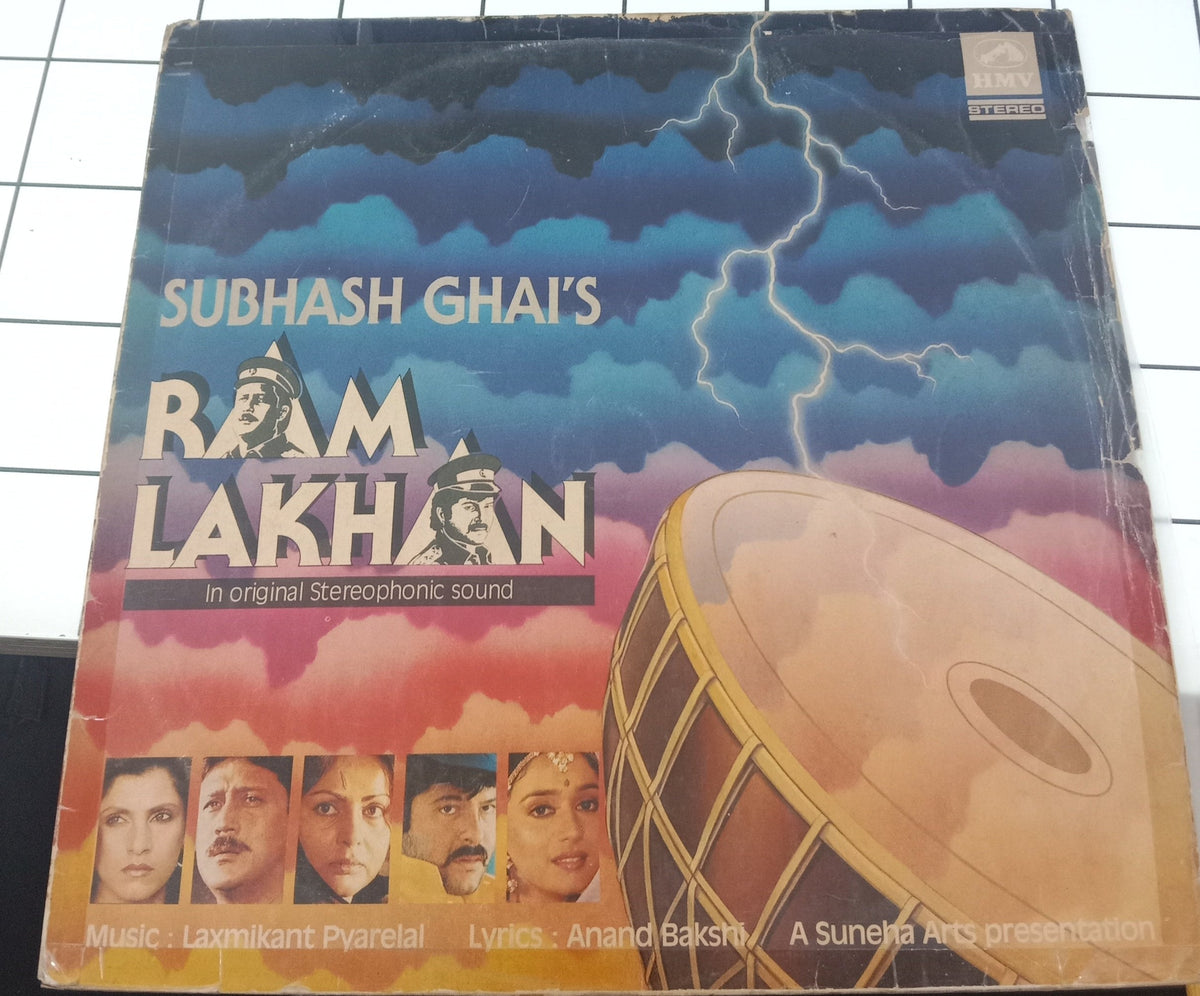 HMV
STEREO
SUBHASH GHAI'S
RAM
LAKHAN
In original Stereophonic sound
Music : Laxmikant Pyarelal Lyrics : Anand Bakshi A Suneha Arts presentation